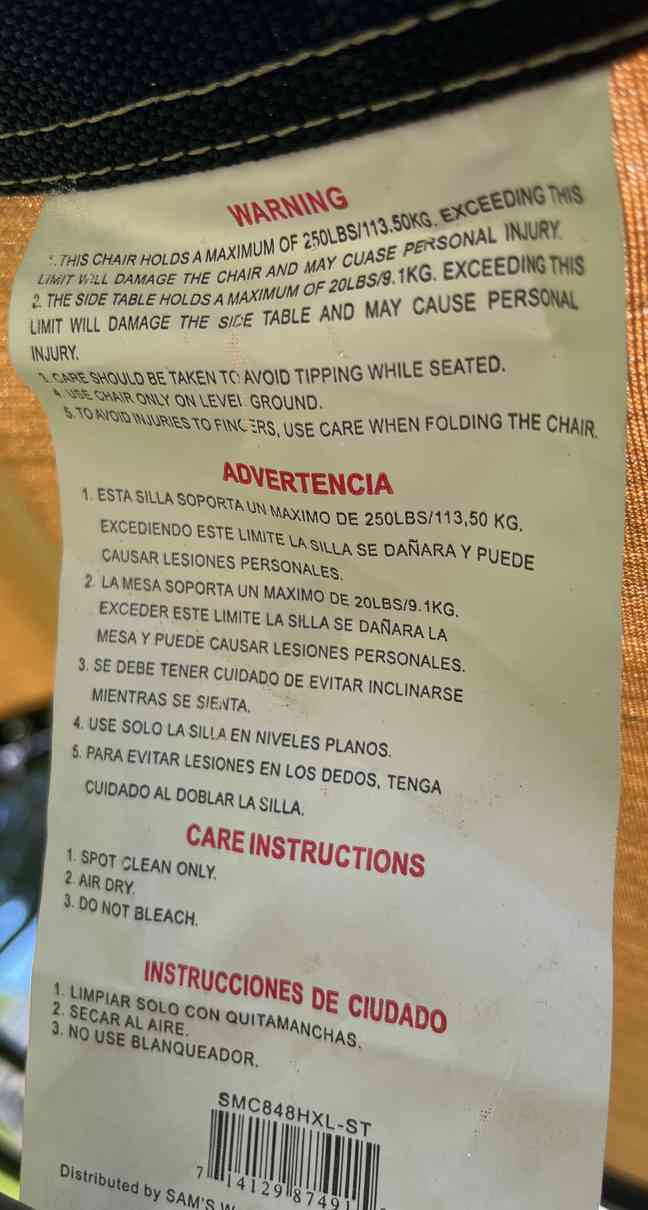 WARNING
1. THIS CHAIR HOLDS A MAXIMUM OF 250LBS/113.50KG. EXCEEDING THIS
LIMIT WILL DAMAGE THE CHAIR AND MAY CUASE PERSONAL INJURY.
2. THE SIDE TABLE HOLDS A MAXIMUM OF 20LBS/9.1KG. EXCEEDING THIS
LIMIT WILL DAMAGE THE SIDE TABLE AND MAY CAUSE PERSONAL
INJURY.
3. CARE SHOULD BE TAKEN TO AVOID TIPPING WHILE SEATED.
4. USE CHAIR ONLY ON LEVEL GROUND.
5. TO AVOID INJURIES TO FINGERS, USE CARE WHEN FOLDING THE CHAIR.
ADVERTENCIA
1. ESTA SILLA SOPORTA UN MAXIMO DE 250LBS/113,50 KG.
EXCEDIENDO ESTE LIMITE LA SILLA SE DAÑARA Y PUEDE
CAUSAR LESIONES PERSONALES.
2. LA MESA SOPORTA UN MAXIMO DE 20LBS/9.1KG.
EXCEDER ESTE LIMITE LA SILLA SE DAÑARA LA
MESA Y PUEDE CAUSAR LESIONES PERSONALES.
3. SE DEBE TENER CUIDADO DE EVITAR INCLINARSE
MIENTRAS SE SIENTA.
4. USE SOLO LA SILLA EN NIVELES PLANOS.
5. PARA EVITAR LESIONES EN LOS DEDOS, TENGA
CUIDADO AL DOBLAR LA SILLA.
CARE INSTRUCTIONS
1. SPOT CLEAN ONLY.
2. AIR DRY.
3. DO NOT BLEACH.
INSTRUCCIONES DE CIUDADO
1. LIMPIAR SOLO CON QUITAMANCHAS.
2. SECAR AL AIRE.
3. NO USE BLANQUEADOR.
SMC848HXL-ST
7 14129 87491
Distributed by SAM'S